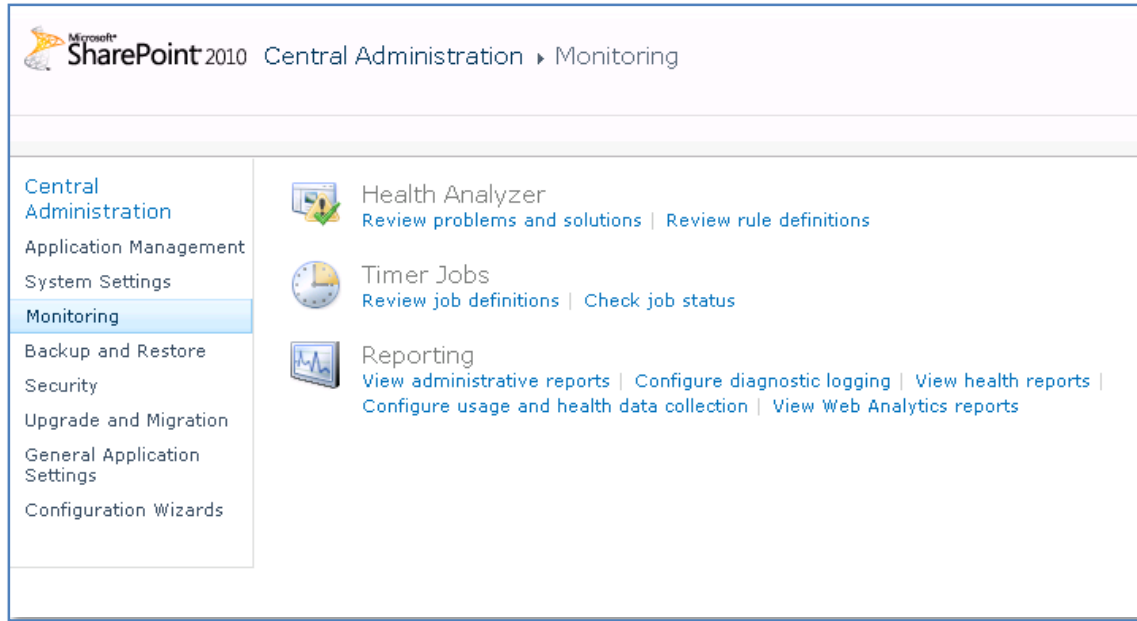 Microsoft*
SharePoint 2010 Central Administration ▸ Monitoring
Central
Administration
Application Management
System Settings
Monitoring
Backup and Restore
Security
Upgrade and Migration
General Application
Settings
Configuration Wizards
Health Analyzer
Review problems and solutions | Review rule definitions
Timer Jobs
Review job definitions | Check job status
Reporting
View administrative reports | Configure diagnostic logging | View health reports |
Configure usage and health data collection | View Web Analytics reports